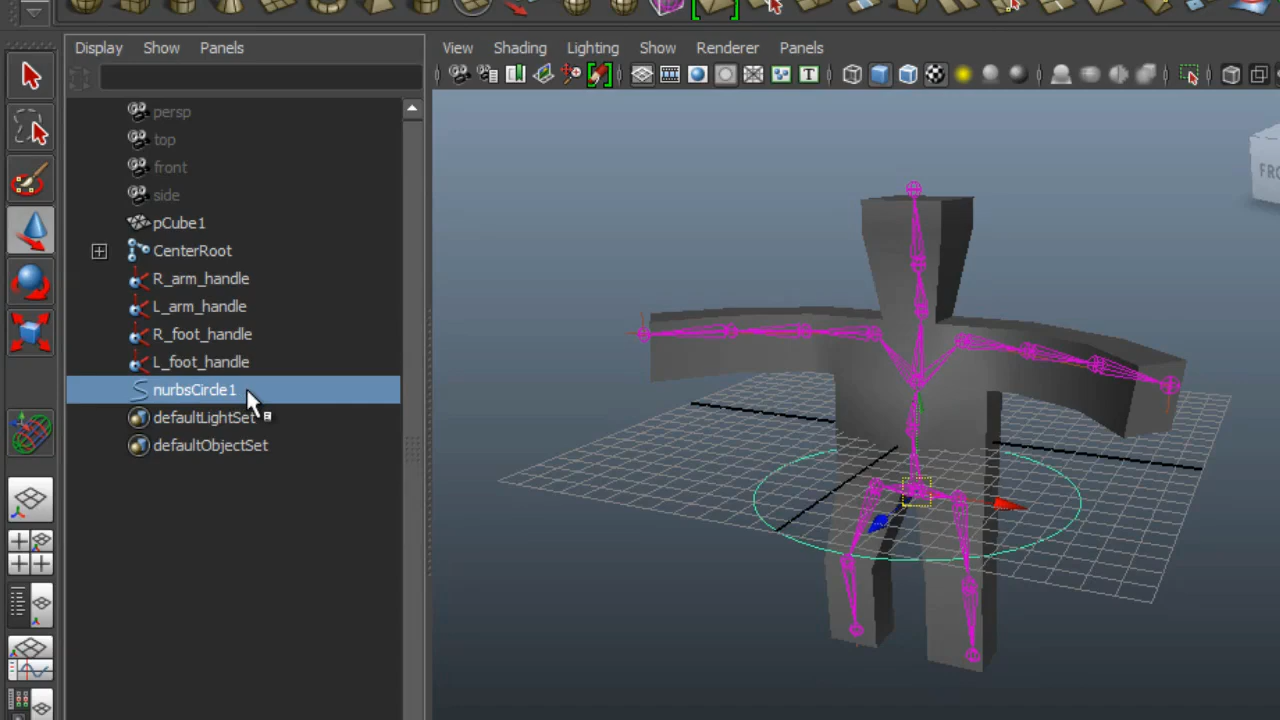 Display Show Panels
View Shading Lighting Show Renderer Panels
T
persp
top
front
side
pCube1
CenterRoot
R_arm_handle
L_arm_handle
R_foot_handle
L_foot_handle
nurbsCircle1
defaultLightSet
defaultObjectSet